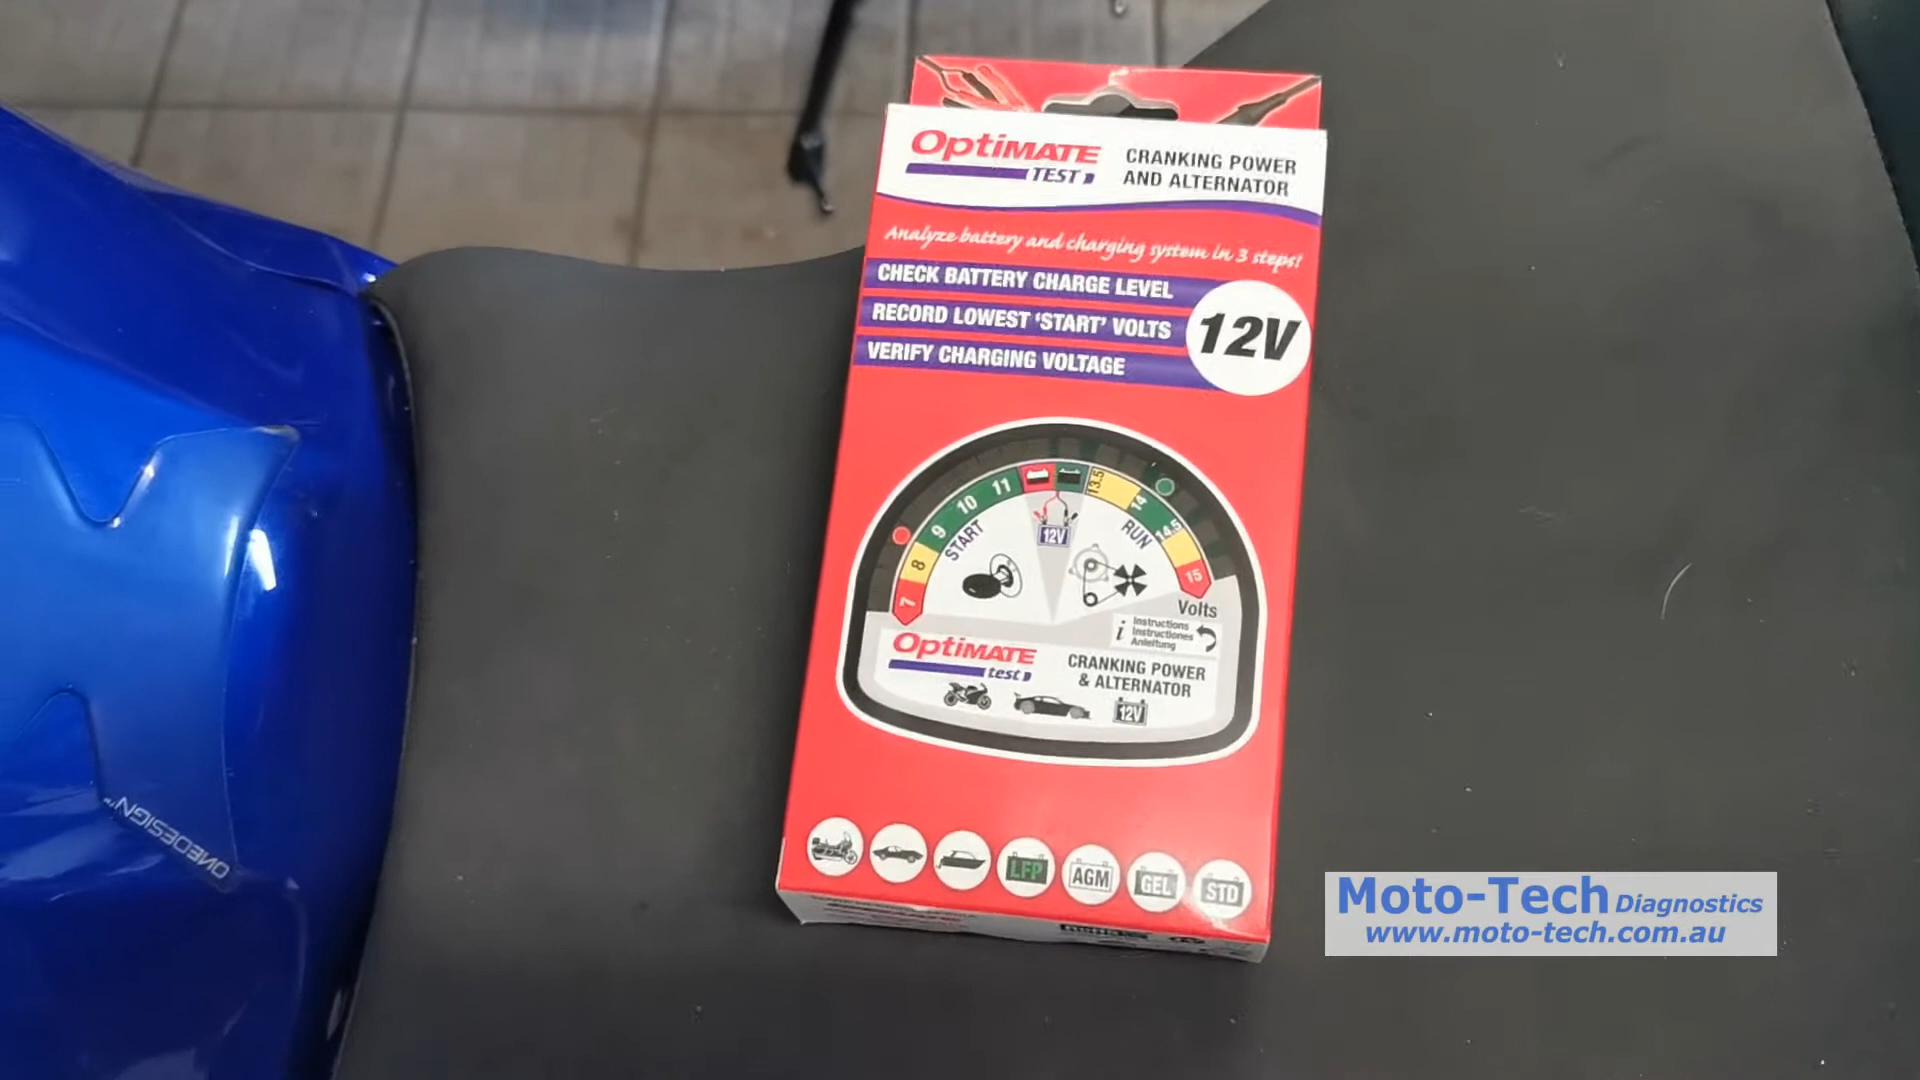 OptiMATE
TEST
CRANKING POWER
AND ALTERNATOR
Analyze battery and charging system in 3 steps!
CHECK BATTERY CHARGE LEVEL
RECORD LOWEST 'START' VOLTS
VERIFY CHARGING VOLTAGE
12V
7 8 9 10 11 13.5 14 14.5 15
START
12V
RUN
Volts
i Instructions
Instructiones
Anleitung
OptiMATE
test
CRANKING POWER
& ALTERNATOR
12V
LFP AGM GEL STD
ONEDESIGN™
Moto-Tech Diagnostics
www.moto-tech.com.au